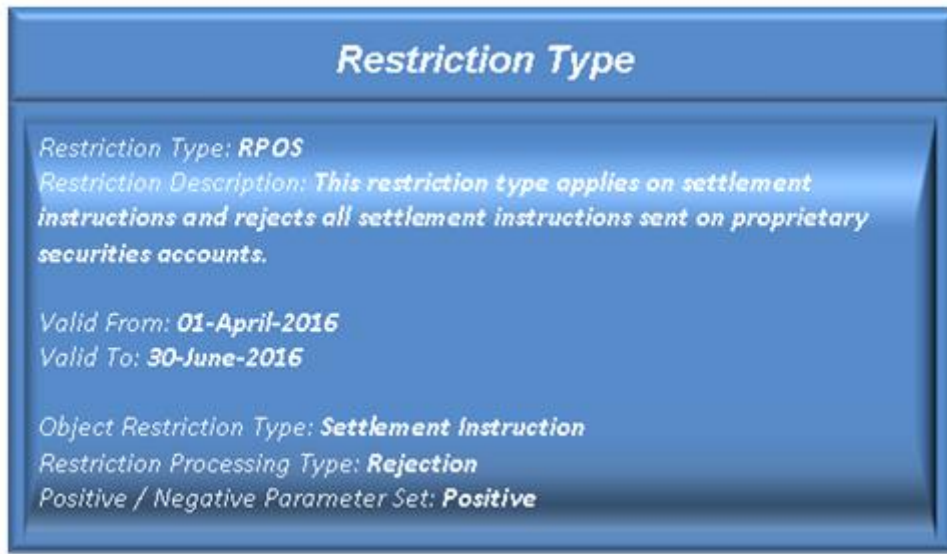 Restriction Type
Restriction Type: RPOS
Restriction Description: This restriction type applies on settlement
instructions and rejects all settlement instructions sent on proprietary
securities accounts.
Valid From: 01-April-2016
Valid To: 30-June-2016
Object Restriction Type: Settlement Instruction
Restriction Processing Type: Rejection
Positive / Negative Parameter Set: Positive